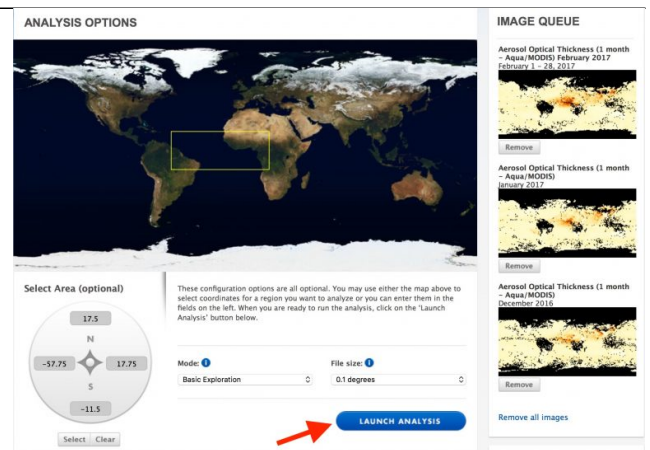 ANALYSIS OPTIONS
Select Area (optional)
17.5
N
-57.75
17.75
S
-11.5
Select Clear
These configuration options are all optional. You may use either the map above to
select coordinates for a region you want to analyze or you can enter them in the
fields on the left. When you are ready to run the analysis, click on the 'Launch
Analysis' button below.
Mode:
Basic Exploration
File size:
0.1 degrees
LAUNCH ANALYSIS
IMAGE QUEUE
Aerosol Optical Thickness (1 month
- Aqua/MODIS) February 2017
February 1 - 28, 2017
Remove
Aerosol Optical Thickness (1 month
- Aqua/MODIS)
January 2017
Remove
Aerosol Optical Thickness (1 month
- Aqua/MODIS)
December 2016
Remove
Remove all images